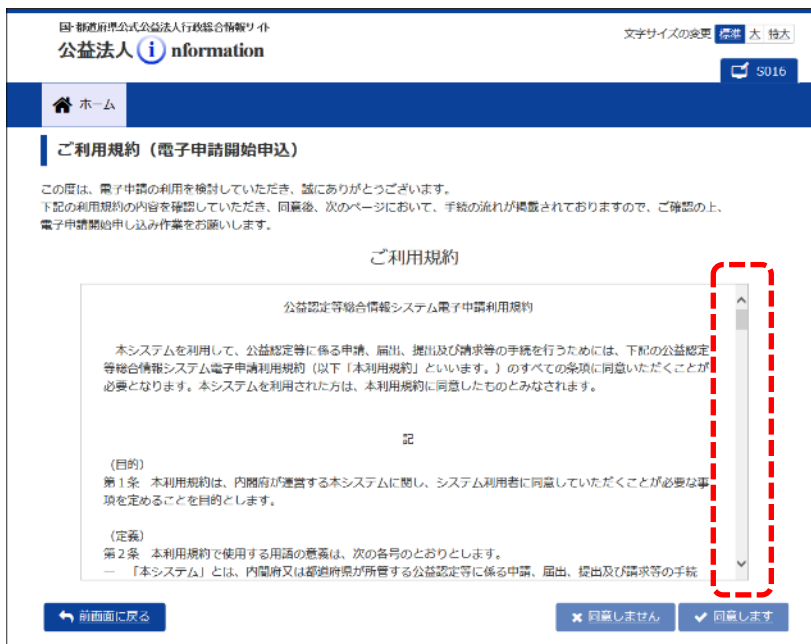 国・都道府県公式公益法人行政総合情報サイト
公益法人 information
文字サイズの変更 標準 大 特大
S016
ホーム
ご利用規約（電子申請開始申込）
この度は、電子申請の利用を検討していただき、誠にありがとうございます。
下記の利用規約の内容を確認していただき、同意後、次のページにおいて、手続の流れが掲載されておりますので、ご確認の上、
電子申請開始申し込み作業をお願いします。
ご利用規約
公益認定等総合情報システム電子申請利用規約
本システムを利用して、公益認定等に係る申請、届出、提出及び請求等の手続を行うためには、下記の公益認定
等総合情報システム電子申請利用規約（以下「本利用規約」といいます。）のすべての条項に同意いただくことが
必要となります。本システムを利用された方は、本利用規約に同意したものとみなされます。
記
（目的）
第１条　本利用規約は、内閣府が運営する本システムに関し、システム利用者に同意していただくことが必要な事
項を定めることを目的とします。
（定義）
第２条　本利用規約で使用する用語の意義は、次の各号のとおりとします。
一　「本システム」とは、内閣府又は都道府県が所管する公益認定等に係る申請、届出、提出及び請求等の手続
前画面に戻る
同意しません
同意します